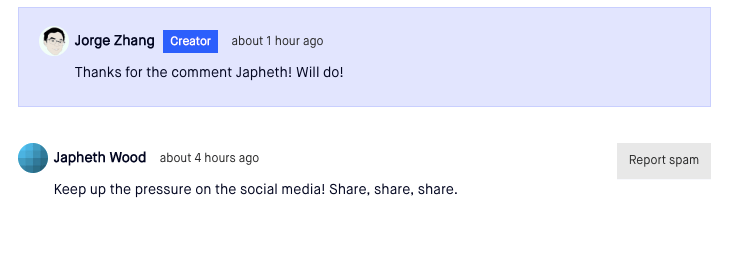 Jorge Zhang Creator about 1 hour ago
Thanks for the comment Japheth! Will do!
Japheth Wood about 4 hours ago Report spam
Keep up the pressure on the social media! Share, share, share.